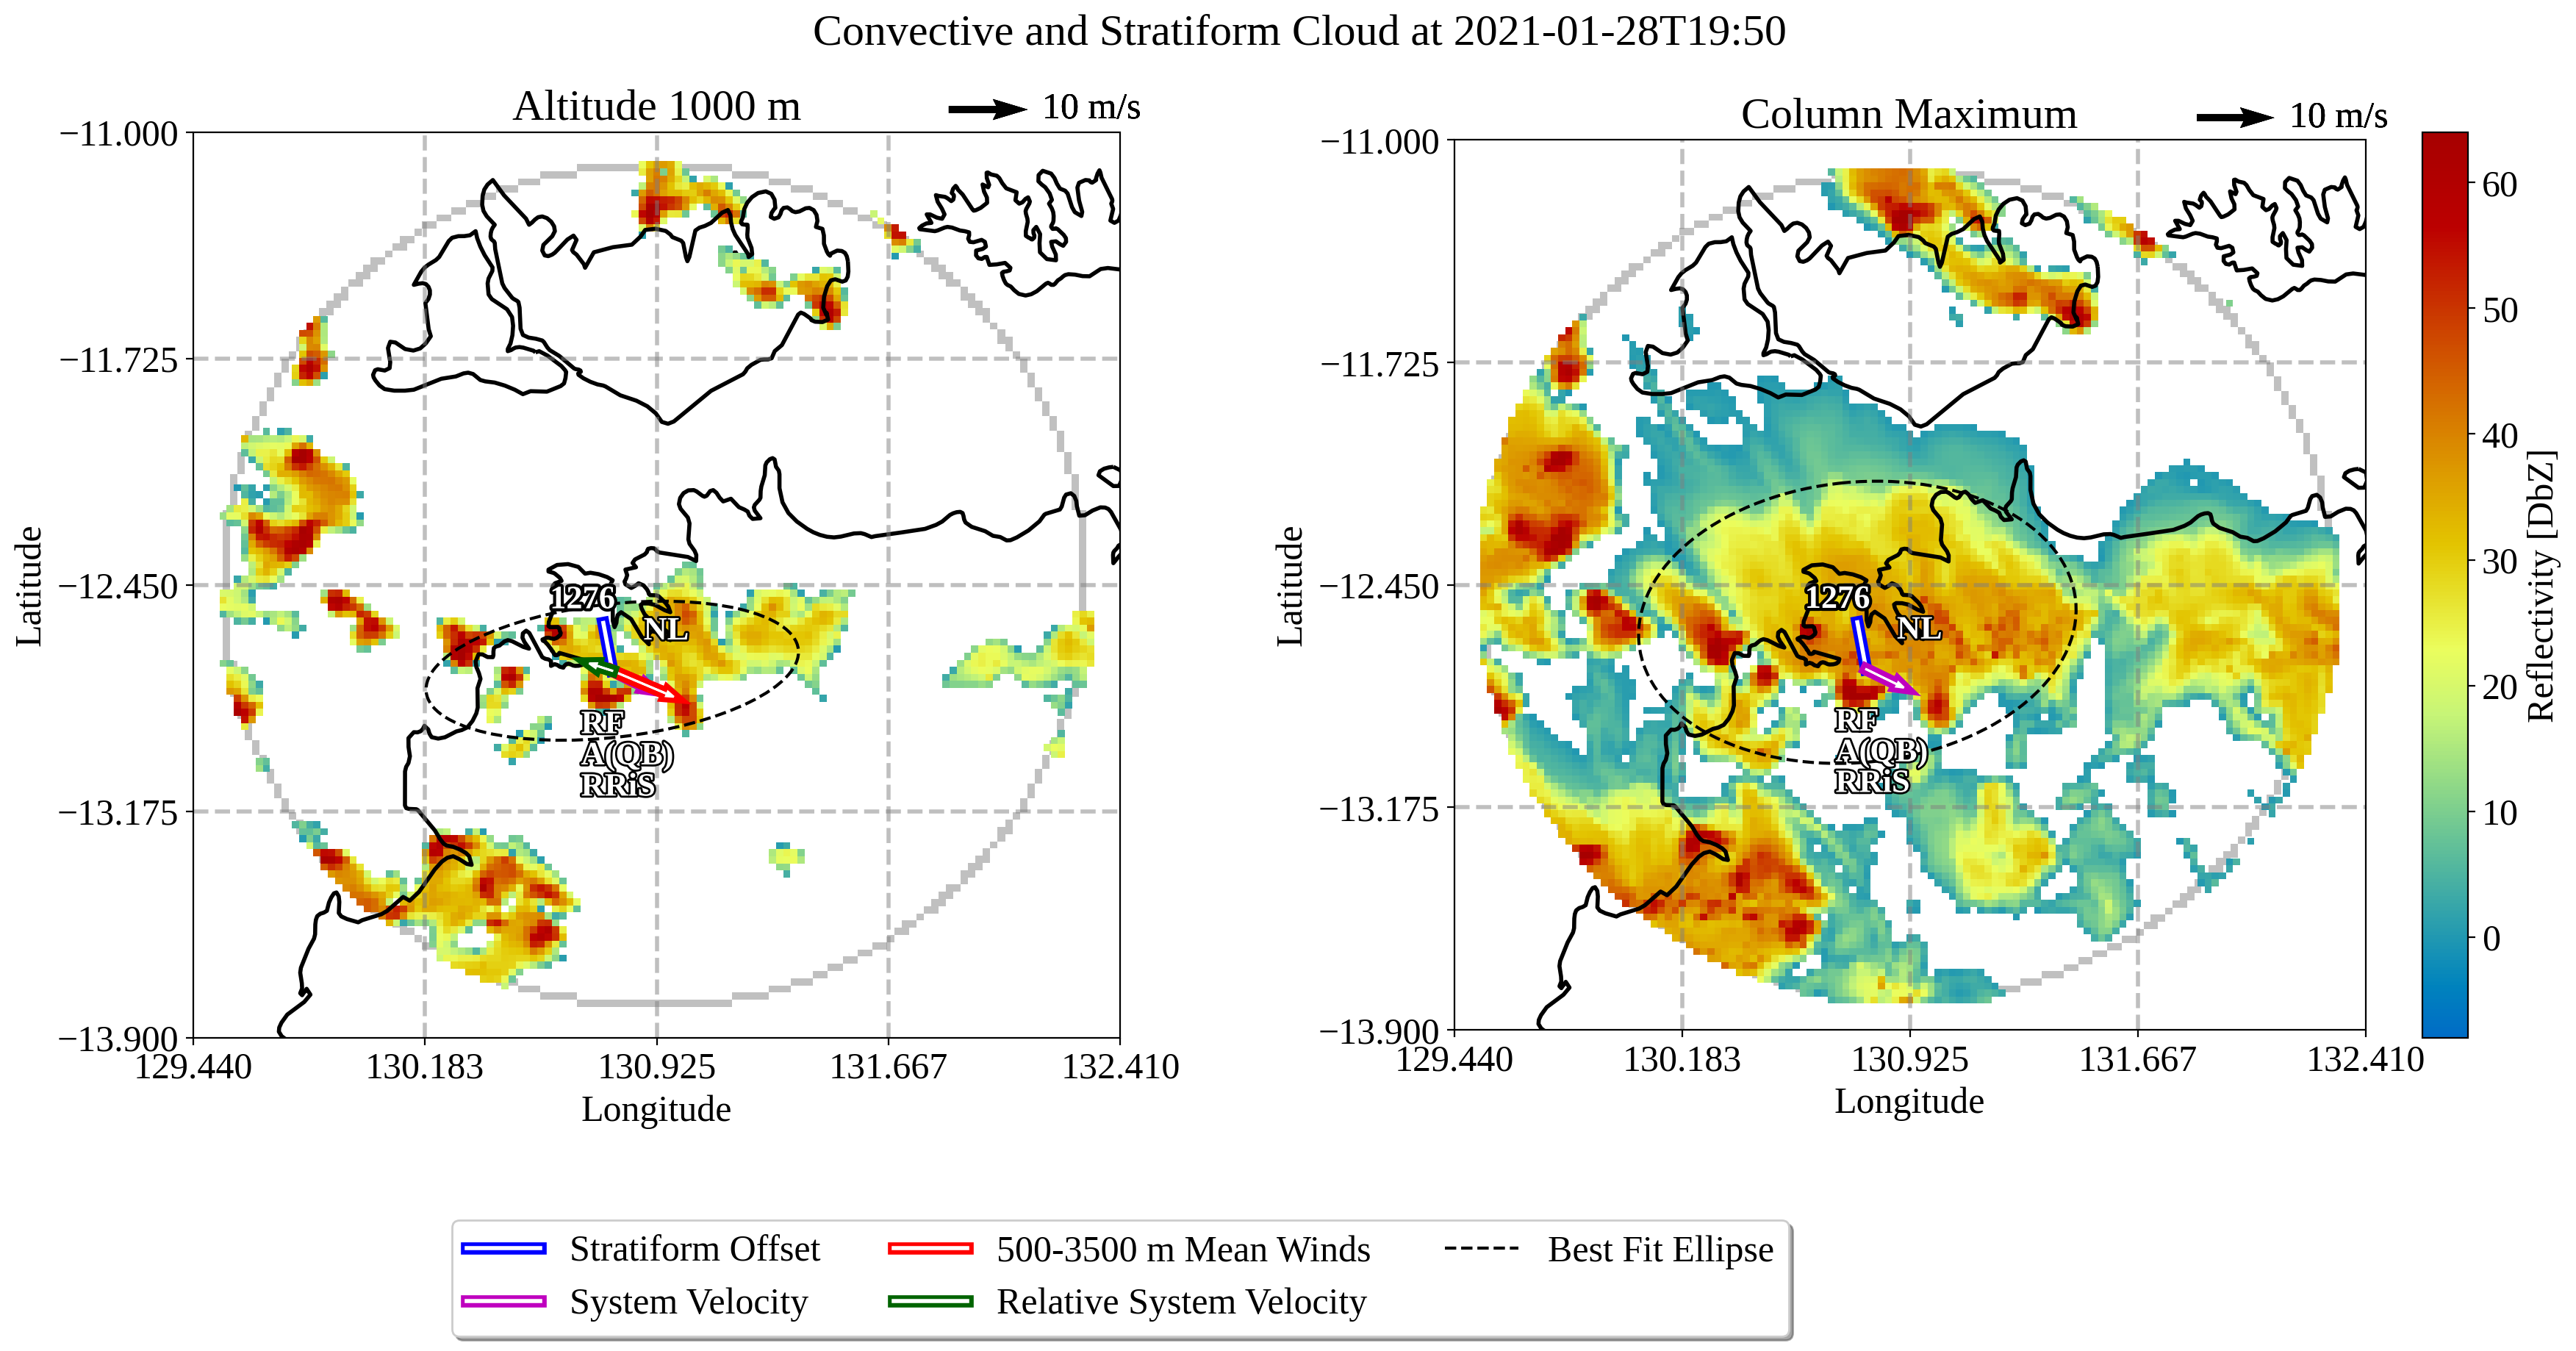 Convective and Stratiform Cloud at 2021-01-28T19:50
Altitude 1000 m
10 m/s
−11.000
−11.725
−12.450
−13.175
−13.900
Latitude
129.440
130.183
130.925
131.667
132.410
Longitude
1276
NL
RF
A(QB)
RRiS
Column Maximum
10 m/s
−11.000
−11.725
−12.450
−13.175
−13.900
Latitude
129.440
130.183
130.925
131.667
132.410
Longitude
1276
NL
RF
A(QB)
RRiS
60
50
40
30
20
10
0
Reflectivity [DbZ]
Stratiform Offset
500-3500 m Mean Winds
Best Fit Ellipse
System Velocity
Relative System Velocity